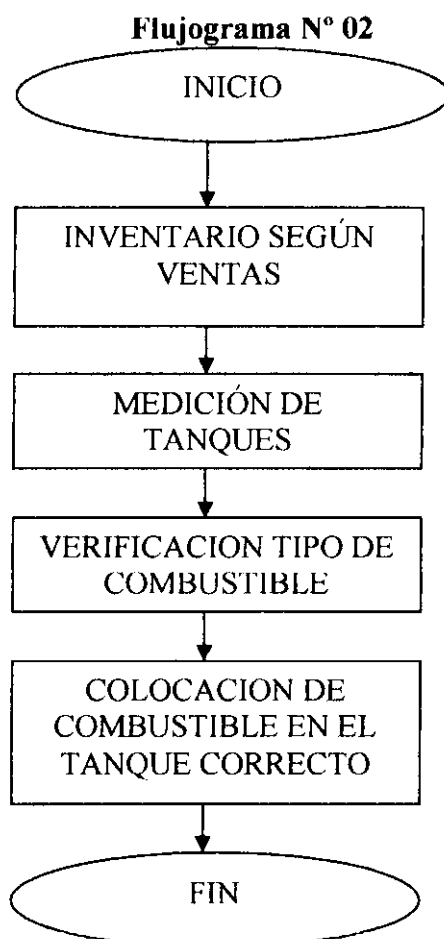 Flujograma Nº 02
INICIO
INVENTARIO SEGÚN
VENTAS
MEDICIÓN DE
TANQUES
VERIFICACION TIPO DE
COMBUSTIBLE
COLOCACION DE
COMBUSTIBLE EN EL
TANQUE CORRECTO
FIN